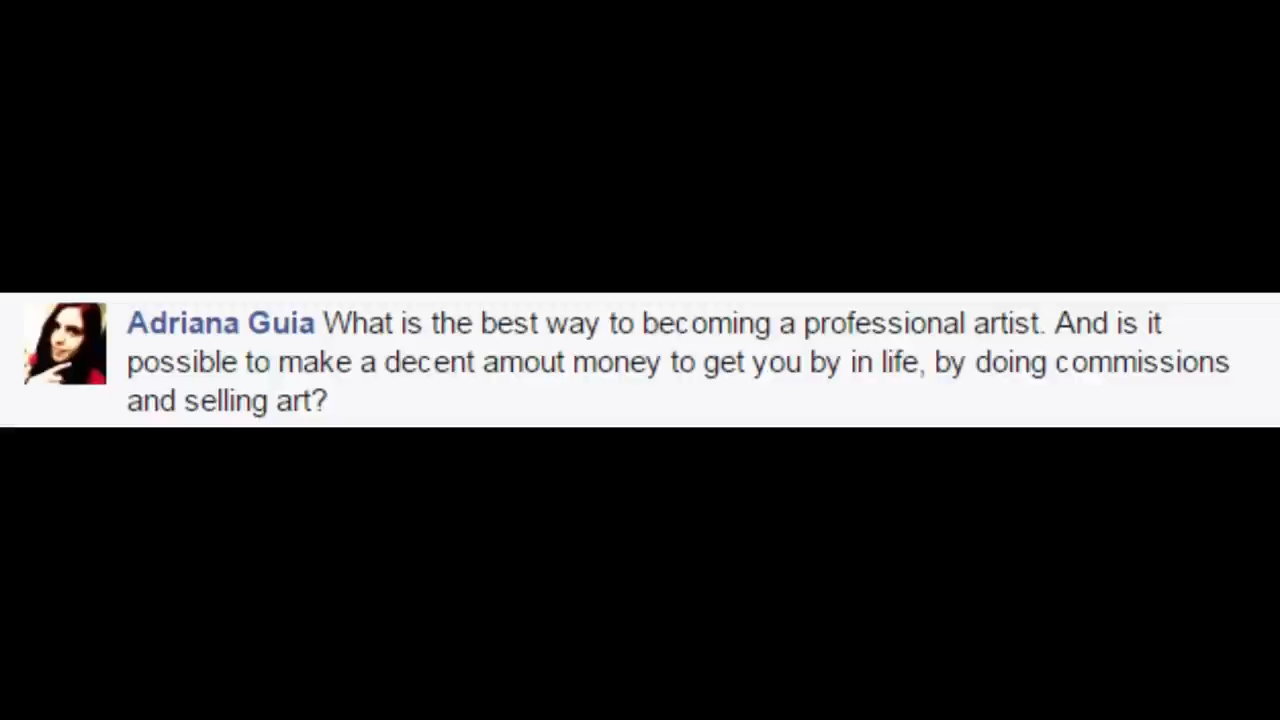 Adriana Guia What is the best way to becoming a professional artist. And is it
possible to make a decent amout money to get you by in life, by doing commissions
and selling art?